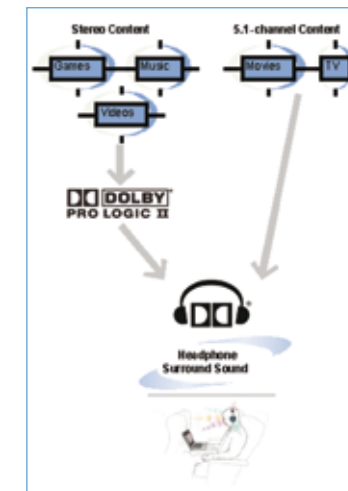 Stereo Content
5.1-channel Content
Games
Music
Movies
TV
Videos
DOLBY
PRO LOGIC II
®
Headphone
Surround Sound